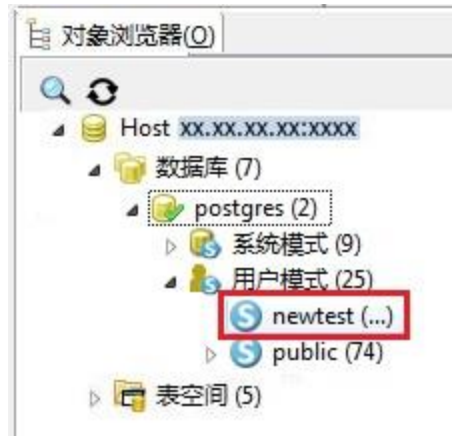 对象浏览器(O)
Host xx.xx.xx.xx:xxxx
数据库 (7)
postgres (2)
系统模式 (9)
用户模式 (25)
newtest (...)
public (74)
表空间 (5)